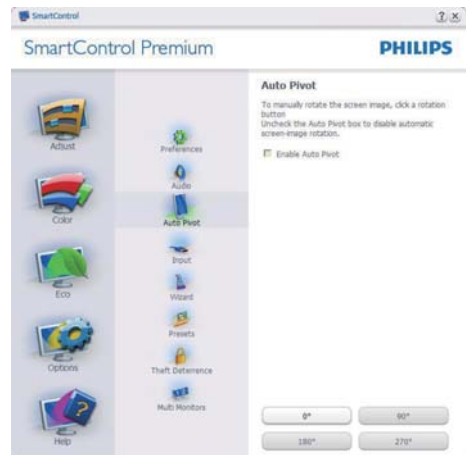 SmartControl
? x
SmartControl Premium
PHILIPS
Adjust
Color
Eco
Options
Help
Preferences
Audio
Auto Pivot
Input
Wizard
Presets
Theft Deterrence
Multi Monitors
Auto Pivot
To manually rotate the screen image, click a rotation
button
Uncheck the Auto Pivot box to disable automatic
screen-image rotation.
Enable Auto Pivot
0°
90°
180°
270°